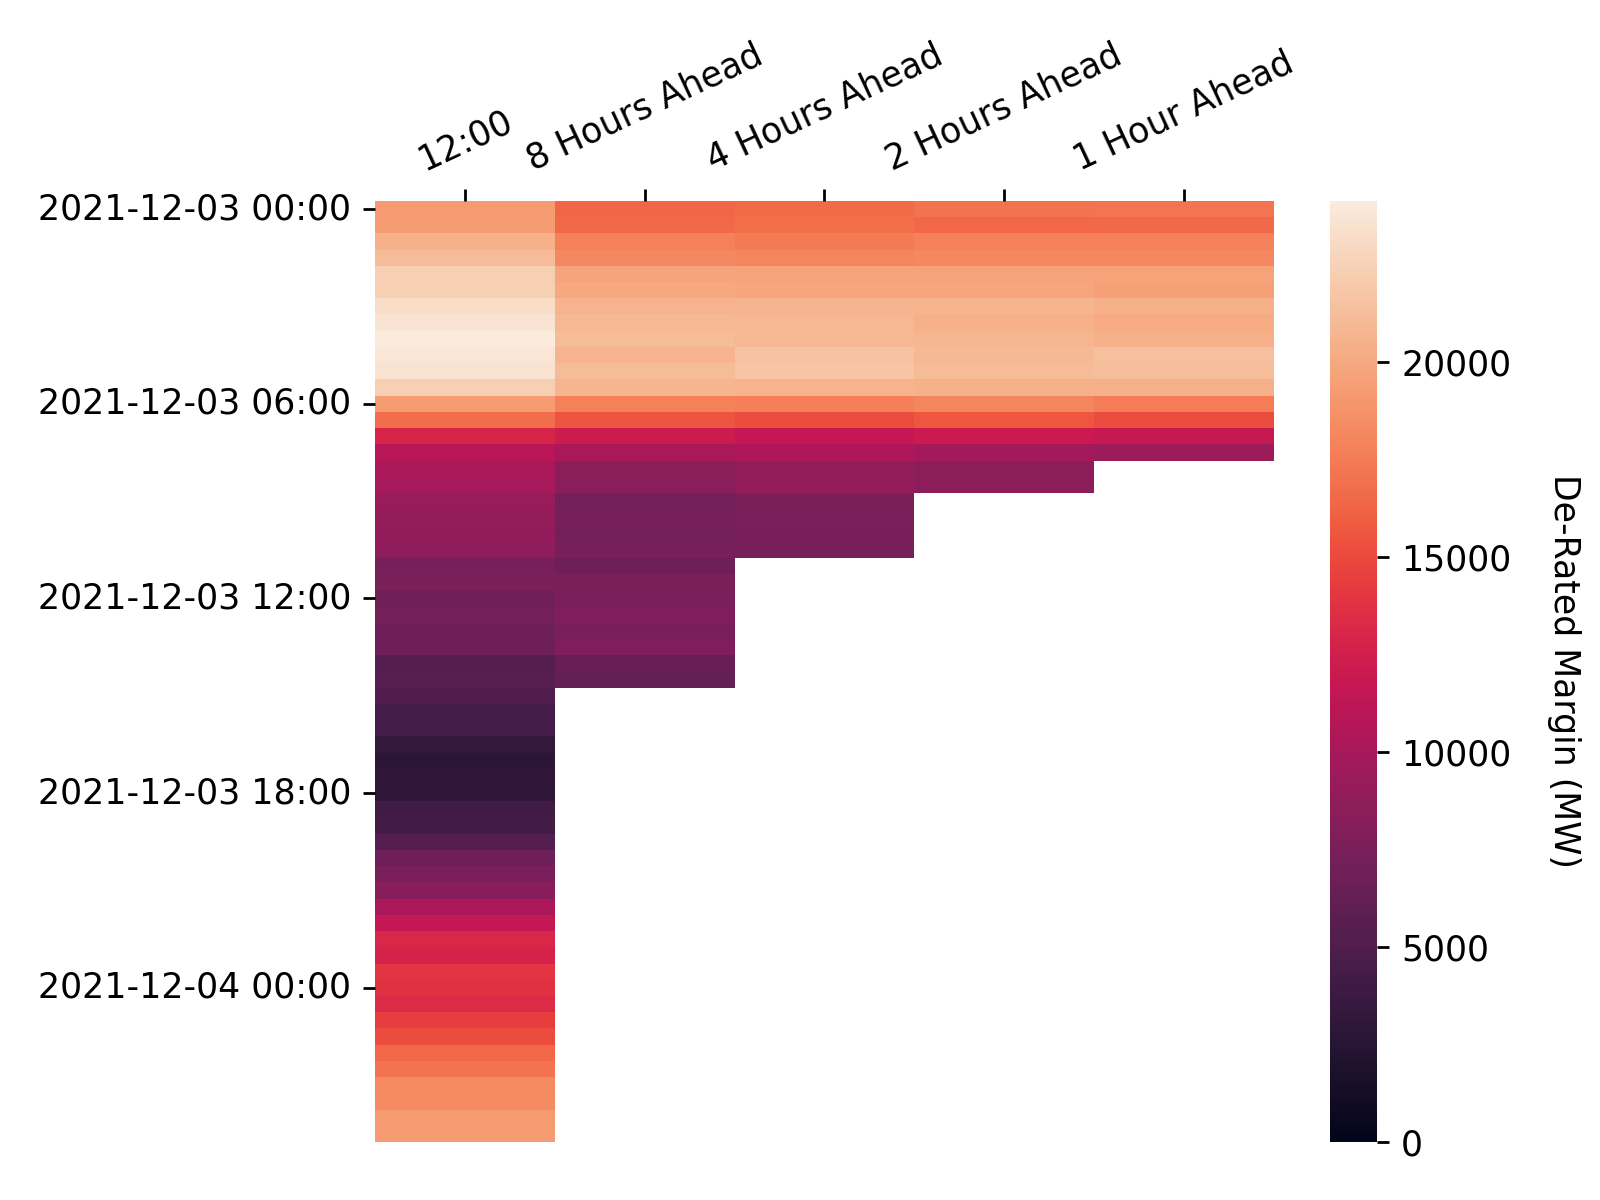 12:00
8 Hours Ahead
4 Hours Ahead
2 Hours Ahead
1 Hour Ahead
2021-12-03 00:00
2021-12-03 06:00
2021-12-03 12:00
2021-12-03 18:00
2021-12-04 00:00
20000
15000
10000
5000
0
De-Rated Margin (MW)